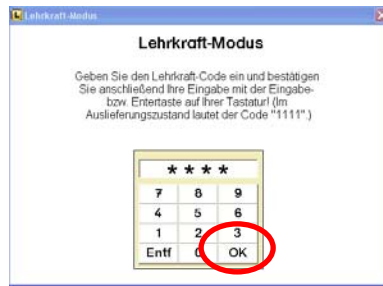 Lehrkraft-Modus
Lehrkraft-Modus
Geben Sie den Lehrkraft-Code ein und bestätigen
Sie anschließend Ihre Eingabe mit der Eingabe-
bzw. Entertaste auf Ihrer Tastatur! (Im
Auslieferungszustand lautet der Code "1111".)
* * * *
7 8 9
4 5 6
1 2 3
Entf 0 OK